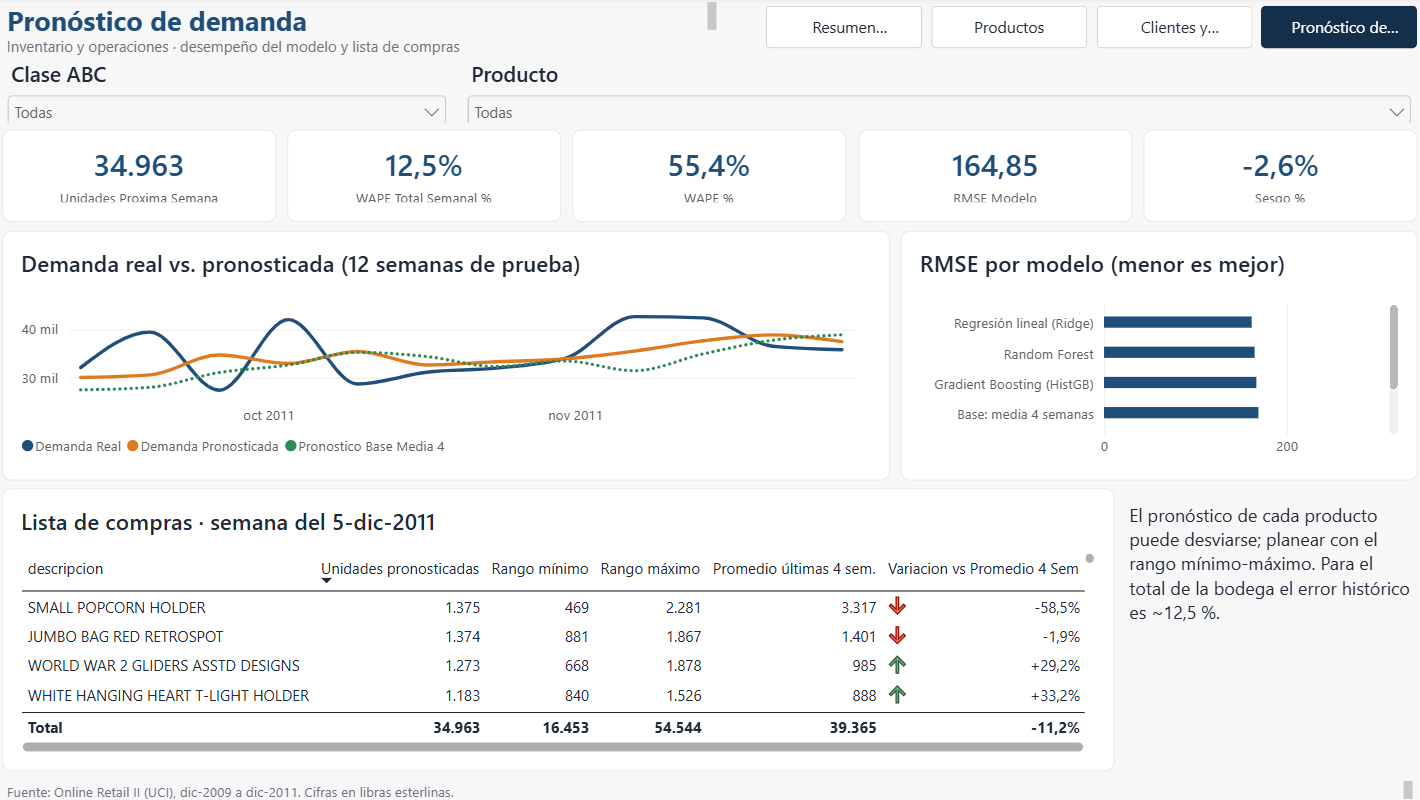 Pronóstico de demanda
Inventario y operaciones · desempeño del modelo y lista de compras
Resumen...
Productos
Clientes y...
Pronóstico de...
Clase ABC
Producto
Todas
Todas
34.963
Unidades Proxima Semana
12,5%
WAPE Total Semanal %
55,4%
WAPE %
164,85
RMSE Modelo
-2,6%
Sesgo %
Demanda real vs. pronosticada (12 semanas de prueba)
40 mil
30 mil
oct 2011
nov 2011
Demanda Real
Demanda Pronosticada
Pronostico Base Media 4
RMSE por modelo (menor es mejor)
Regresión lineal (Ridge)
Random Forest
Gradient Boosting (HistGB)
Base: media 4 semanas
0
200
Lista de compras · semana del 5-dic-2011
descripcion Unidades pronosticadas Rango mínimo Rango máximo Promedio últimas 4 sem. Variacion vs Promedio 4 Sem
SMALL POPCORN HOLDER 1.375 469 2.281 3.317 -58,5%
JUMBO BAG RED RETROSPOT 1.374 881 1.867 1.401 -1,9%
WORLD WAR 2 GLIDERS ASSTD DESIGNS 1.273 668 1.878 985 +29,2%
WHITE HANGING HEART T-LIGHT HOLDER 1.183 840 1.526 888 +33,2%
Total 34.963 16.453 54.544 39.365 -11,2%
El pronóstico de cada producto
puede desviarse; planear con el
rango mínimo-máximo. Para el
total de la bodega el error histórico
es ~12,5 %.
Fuente: Online Retail II (UCI), dic-2009 a dic-2011. Cifras en libras esterlinas.